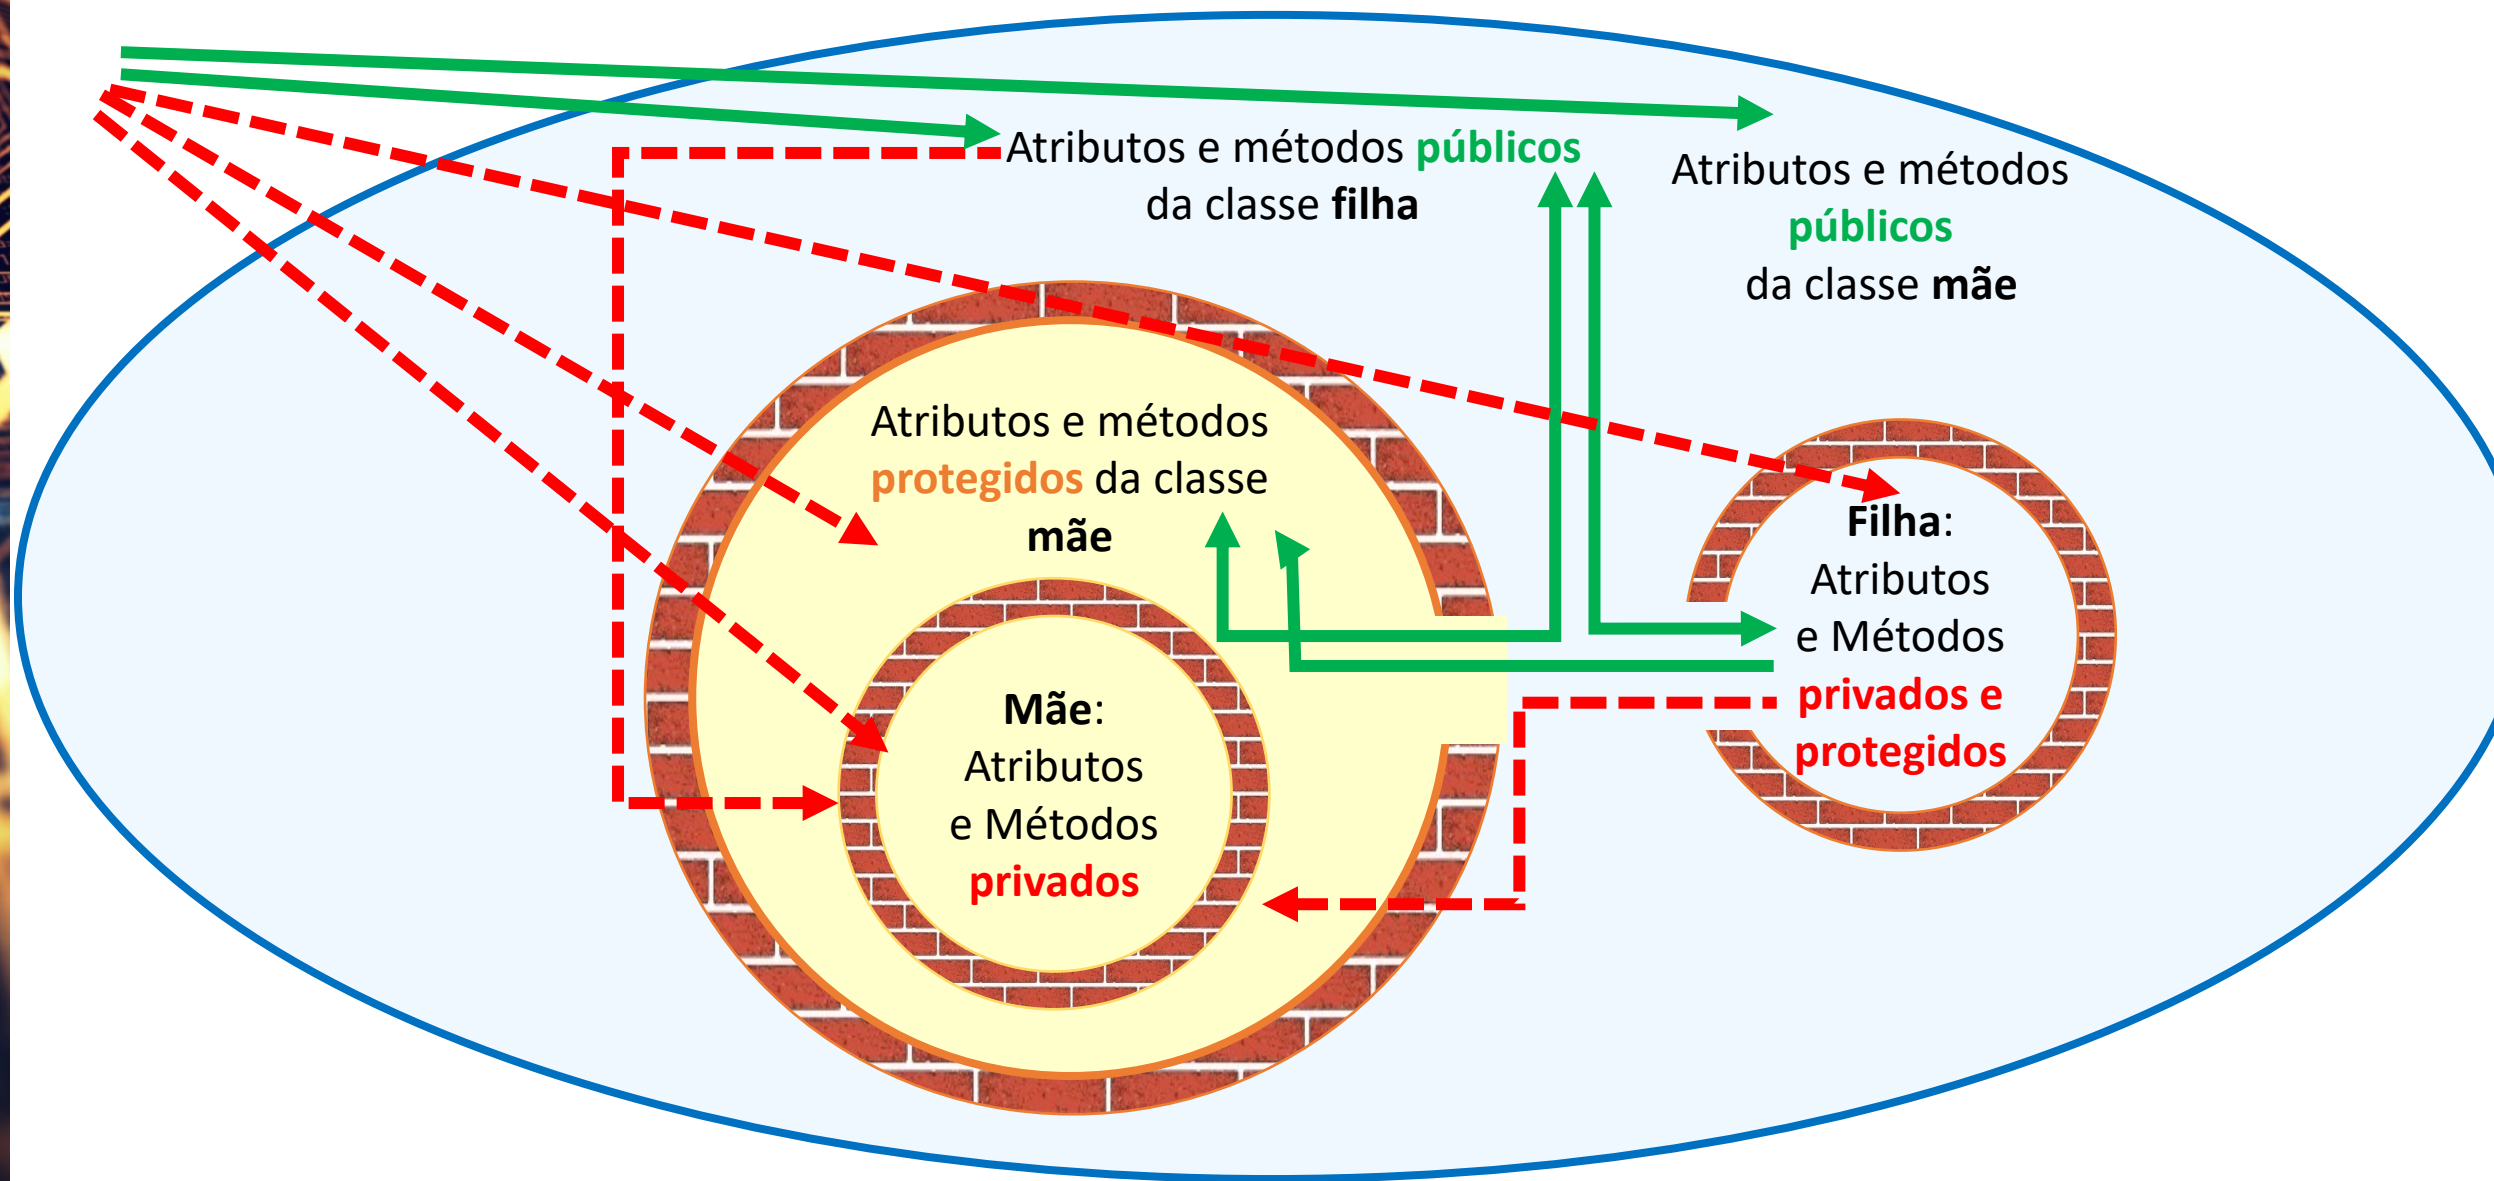 Atributos e métodos públicos
da classe filha
Atributos e métodos
públicos
da classe mãe
Atributos e métodos
protegidos da classe
mãe
Mãe:
Atributos
e Métodos
privados
Filha:
Atributos
e Métodos
privados e
protegidos